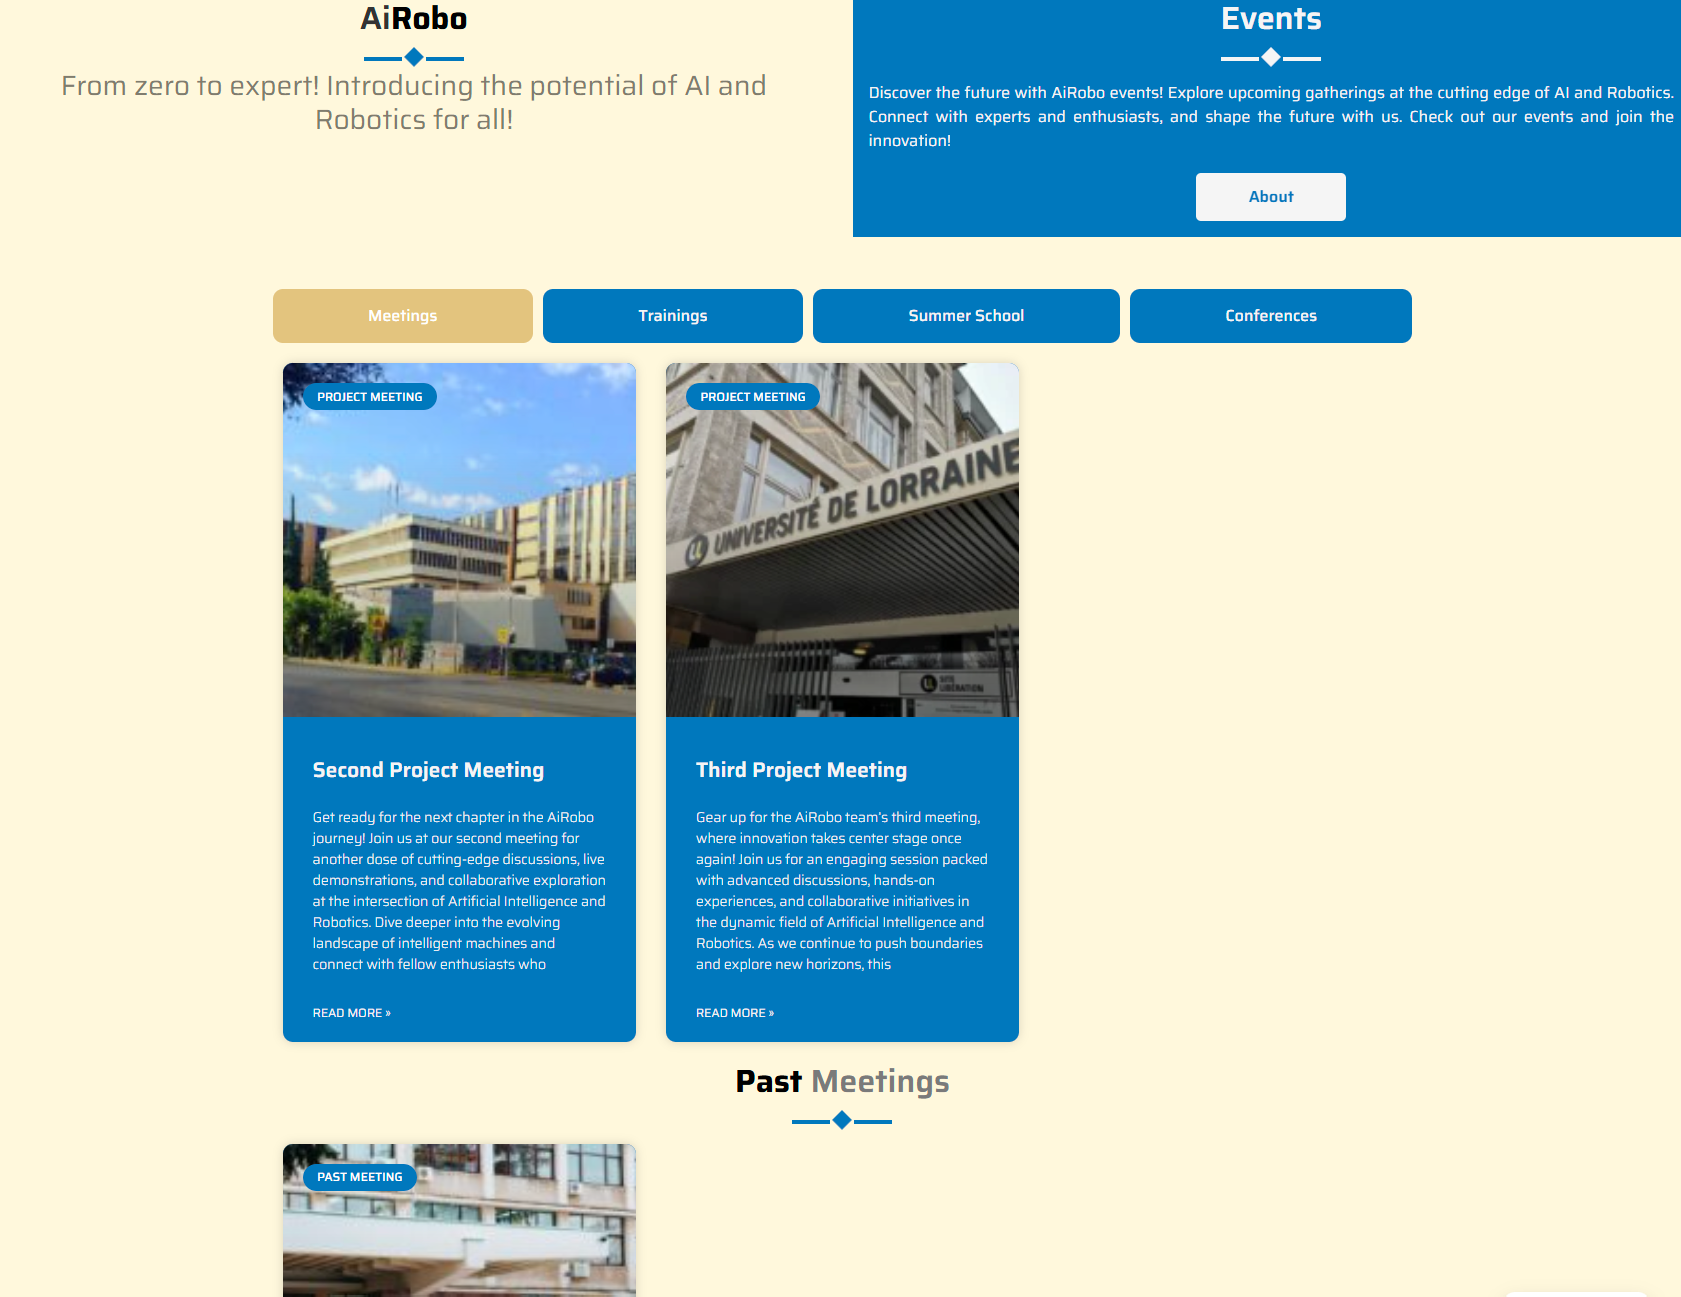 AiRobo
From zero to expert! Introducing the potential of AI and
Robotics for all!
Events
Discover the future with AiRobo events! Explore upcoming gatherings at the cutting edge of AI and Robotics.
Connect with experts and enthusiasts, and shape the future with us. Check out our events and join the
innovation!
About
Meetings
Trainings
Summer School
Conferences
PROJECT MEETING
Second Project Meeting
Get ready for the next chapter in the AiRobo
journey! Join us at our second meeting for
another dose of cutting-edge discussions, live
demonstrations, and collaborative exploration
at the intersection of Artificial Intelligence and
Robotics. Dive deeper into the evolving
landscape of intelligent machines and
connect with fellow enthusiasts who
READ MORE »
PROJECT MEETING
UNIVERSITÉ DE LORRAINE
SITE
LIBÉRATION
Third Project Meeting
Gear up for the AiRobo team's third meeting,
where innovation takes center stage once
again! Join us for an engaging session packed
with advanced discussions, hands-on
experiences, and collaborative initiatives in
the dynamic field of Artificial Intelligence and
Robotics. As we continue to push boundaries
and explore new horizons, this
READ MORE »
Past Meetings
PAST MEETING